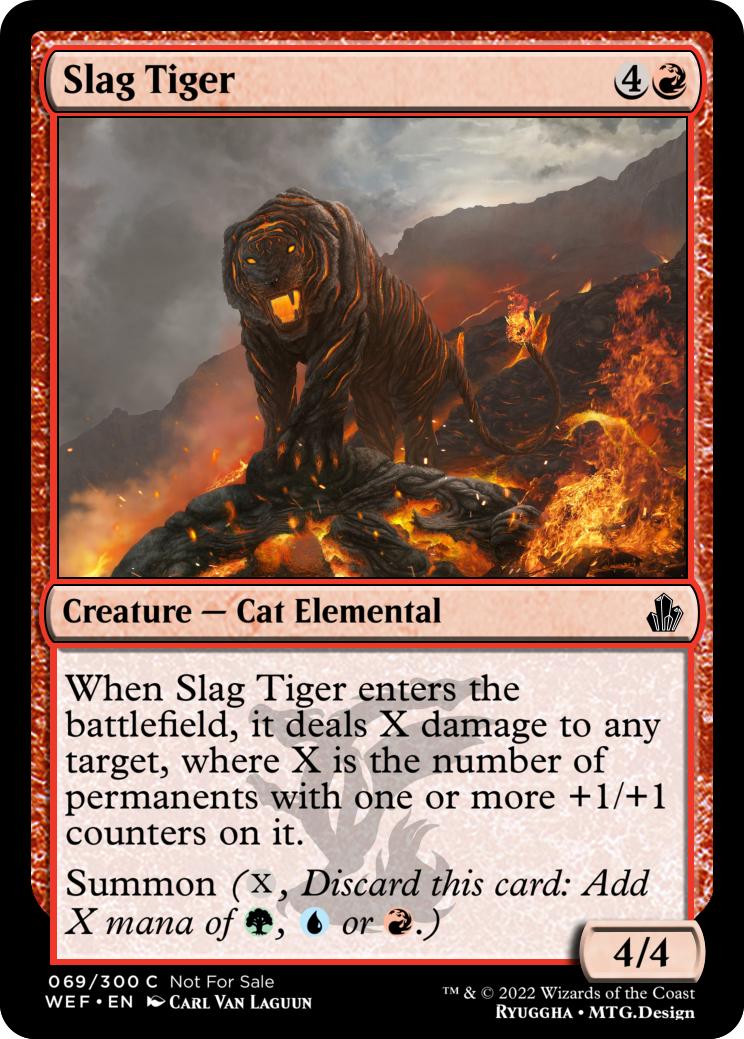 Slag Tiger 4
Creature — Cat Elemental
When Slag Tiger enters the
battlefield, it deals X damage to any
target, where X is the number of
permanents with one or more +1/+1
counters on it.
Summon (X, Discard this card: Add
X mana of , or .)
4/4
069/300 C Not For Sale
WEF • EN Carl Van Laguun
™ & © 2022 Wizards of the Coast
Ryuggha • MTG.Design